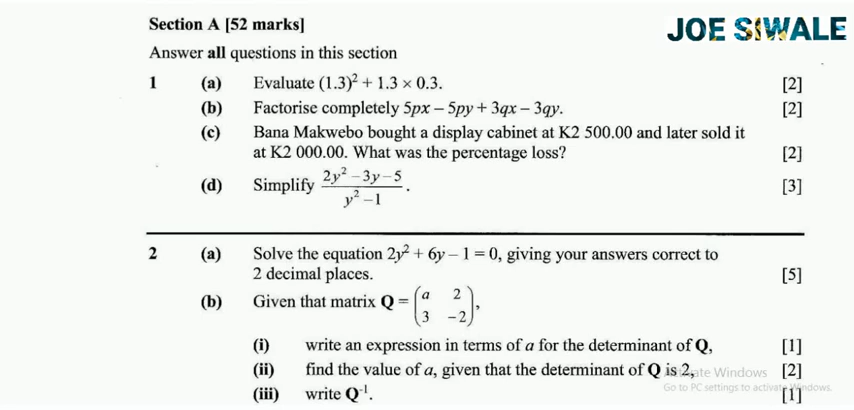 Section A [52 marks]
JOE SIWALE
Answer all questions in this section
1 (a) Evaluate (1.3)² + 1.3 × 0.3. [2]
(b) Factorise completely 5px – 5py + 3qx – 3qy. [2]
(c) Bana Makwebo bought a display cabinet at K2 500.00 and later sold it
at K2 000.00. What was the percentage loss? [2]
(d) Simplify (2y² – 3y – 5)/(y² – 1). [3]
2 (a) Solve the equation 2y² + 6y – 1 = 0, giving your answers correct to
2 decimal places. [5]
(b) Given that matrix Q = (a 2
3 –2),
(i) write an expression in terms of a for the determinant of Q, [1]
(ii) find the value of a, given that the determinant of Q is 2, [2]
ate Windows
Go to PC settings to activate Windows.
(iii) write Q⁻¹. [1]